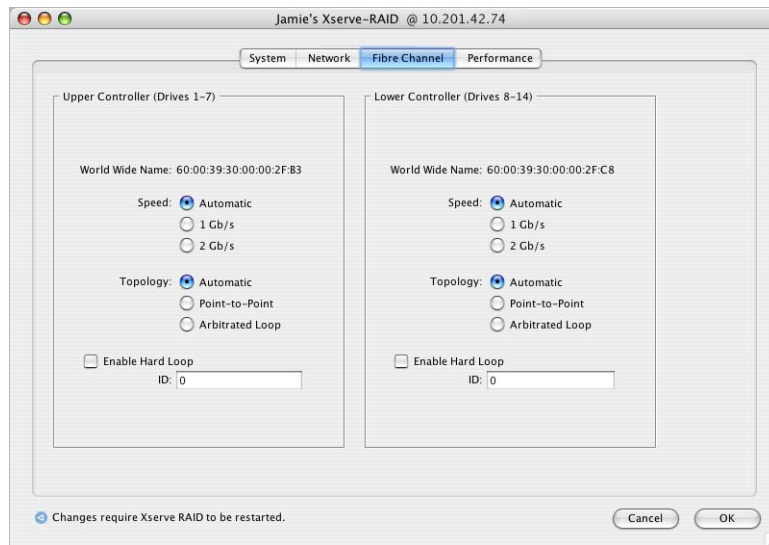 Jamie's Xserve-RAID @ 10.201.42.74
System Network Fibre Channel Performance
Upper Controller (Drives 1-7)
World Wide Name: 60:00:39:30:00:00:2F:B3
Speed: Automatic
1 Gb/s
2 Gb/s
Topology: Automatic
Point-to-Point
Arbitrated Loop
Enable Hard Loop
ID: 0
Lower Controller (Drives 8-14)
World Wide Name: 60:00:39:30:00:00:2F:C8
Speed: Automatic
1 Gb/s
2 Gb/s
Topology: Automatic
Point-to-Point
Arbitrated Loop
Enable Hard Loop
ID: 0
Changes require Xserve RAID to be restarted.
Cancel OK